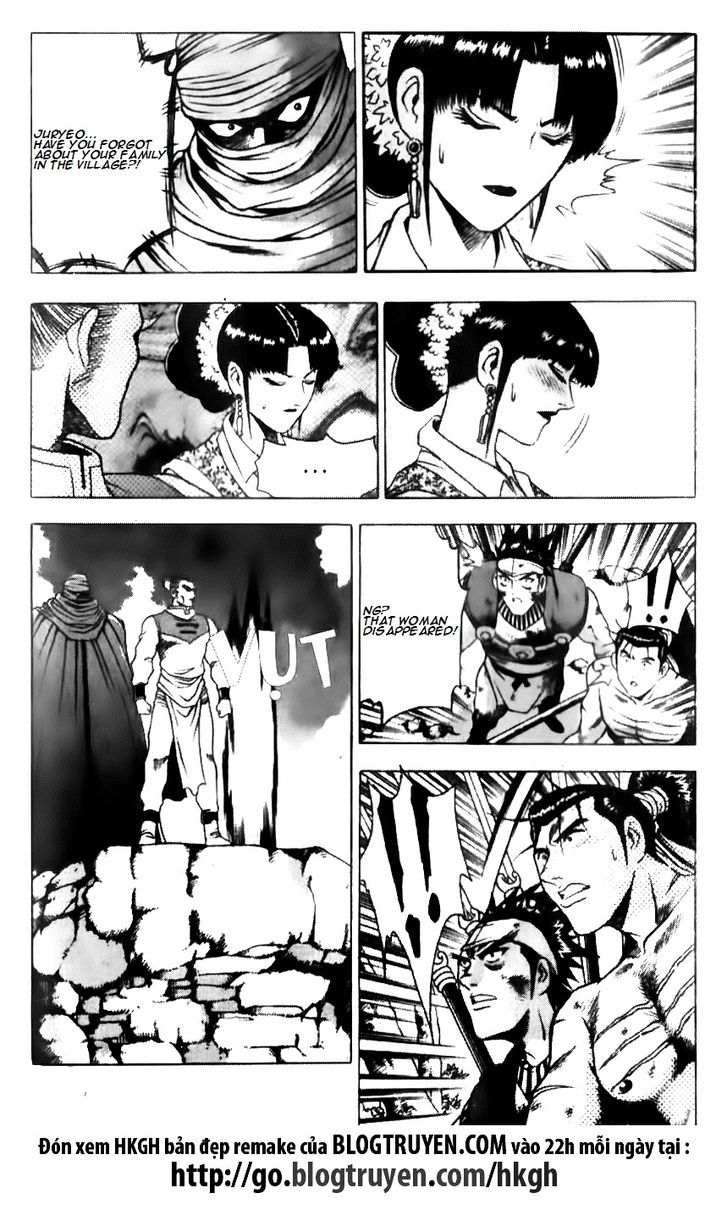 JURYEO...
HAVE YOU FORGOT
ABOUT YOUR FAMILY
IN THE VILLAGE?!
...
YUT
NG?
THAT WOMAN
DISAPPEARED!
!!
!!
Đón xem HKGH bản đẹp remake của BLOGTRUYEN.COM vào 22h mỗi ngày tại :
http://go.blogtruyen.com/hkgh